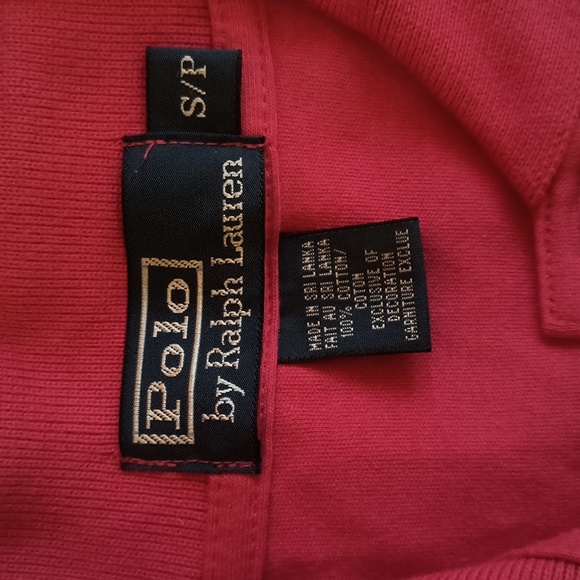 Polo
by Ralph Lauren
S/P
MADE IN SRI LANKA
FAIT AU SRI LANKA
100% COTTON/
COTON
EXCLUSIVE OF
DECORATION
GARNITURE EXCLUE